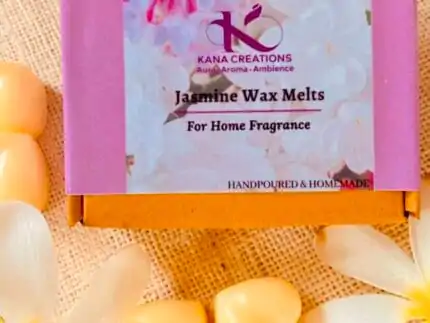 KANA CREATIONS
Aura-Aroma-Ambience
Jasmine Wax Melts
For Home Fragrance
HANDPOURED & HOMEMADE